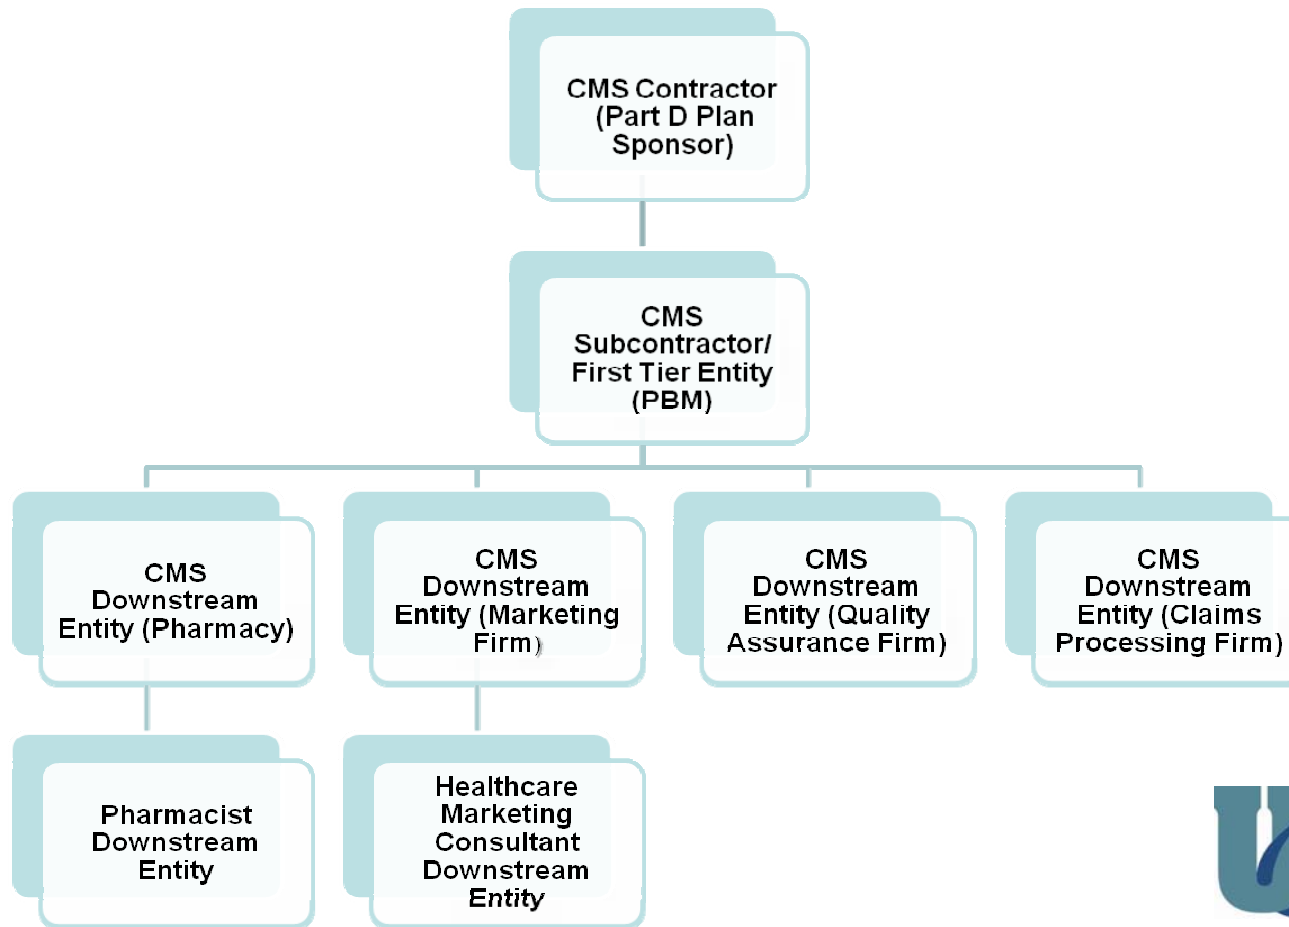 CMS Contractor
(Part D Plan
Sponsor)
CMS
Subcontractor/
First Tier Entity
(PBM)
CMS
Downstream
Entity (Pharmacy)
CMS
Downstream
Entity (Marketing
Firm)
CMS
Downstream
Entity (Quality
Assurance Firm)
CMS
Downstream
Entity (Claims
Processing Firm)
Pharmacist
Downstream
Entity
Healthcare
Marketing
Consultant
Downstream
Entity